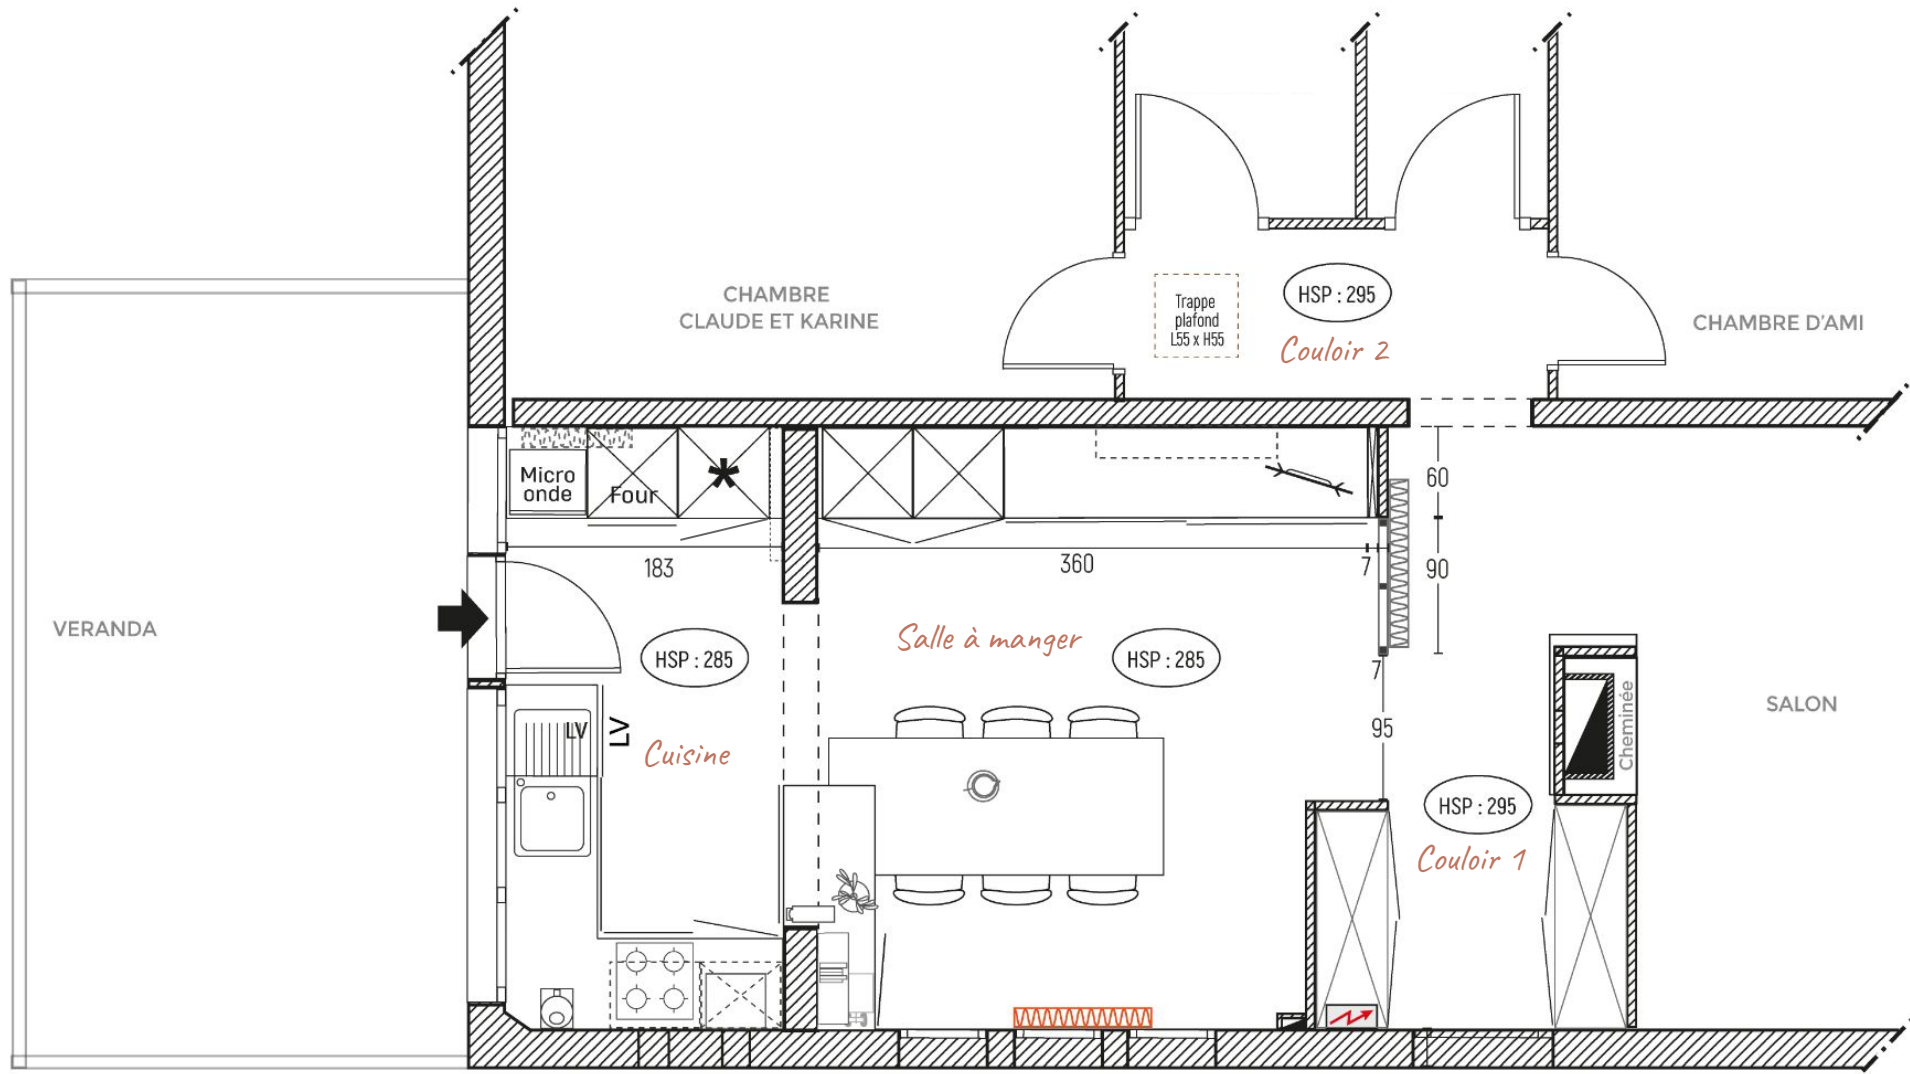 CHAMBRE
CLAUDE ET KARINE
Trappe
plafond
L55 x H55
HSP : 295
Couloir 2
CHAMBRE D'AMI
Micro
onde
Four
*
60
183
360
7
90
VERANDA
HSP : 285
Salle à manger
HSP : 285
7
LV
LV
Cuisine
95
Cheminée
SALON
HSP : 295
Couloir 1